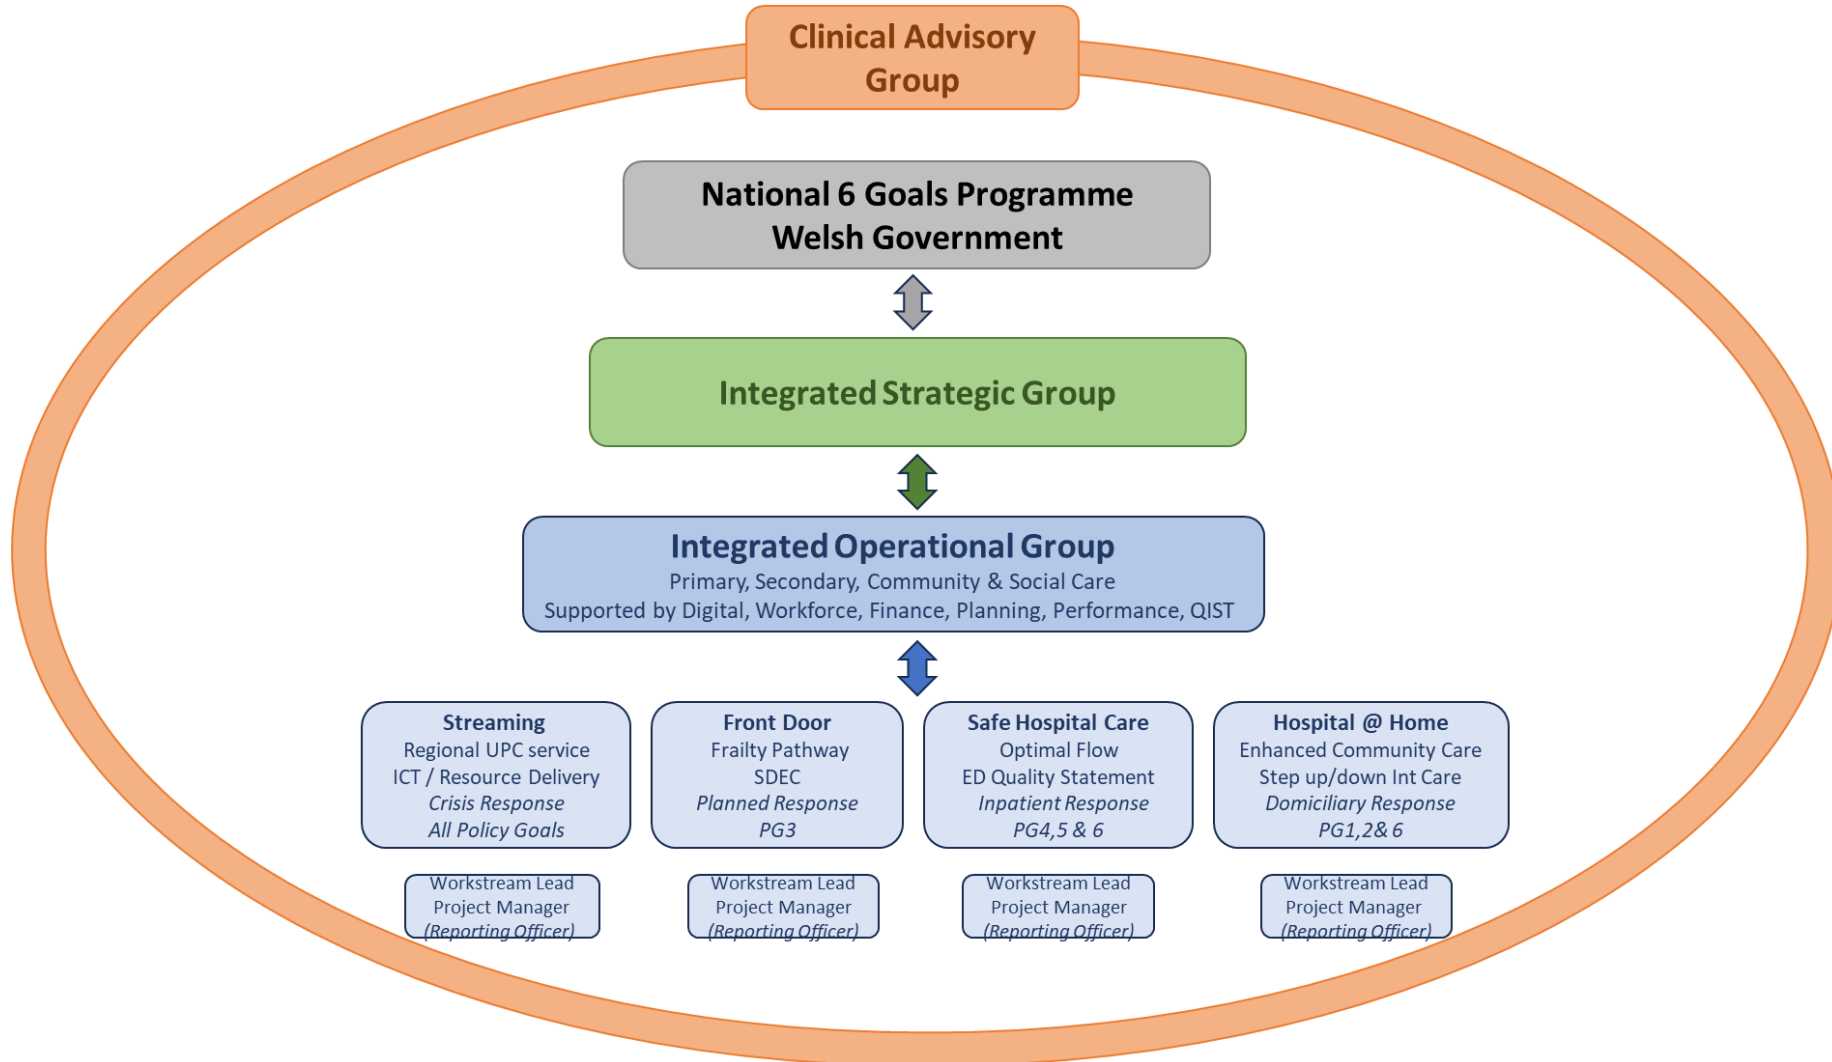 Clinical Advisory
Group
National 6 Goals Programme
Welsh Government
Integrated Strategic Group
Integrated Operational Group
Primary, Secondary, Community & Social Care
Supported by Digital, Workforce, Finance, Planning, Performance, QIST
Streaming
Regional UPC service
ICT / Resource Delivery
Crisis Response
All Policy Goals
Front Door
Frailty Pathway
SDEC
Planned Response
PG3
Safe Hospital Care
Optimal Flow
ED Quality Statement
Inpatient Response
PG4,5 & 6
Hospital @ Home
Enhanced Community Care
Step up/down Int Care
Domiciliary Response
PG1,2& 6
Workstream Lead
Project Manager
(Reporting Officer)
Workstream Lead
Project Manager
(Reporting Officer)
Workstream Lead
Project Manager
(Reporting Officer)
Workstream Lead
Project Manager
(Reporting Officer)